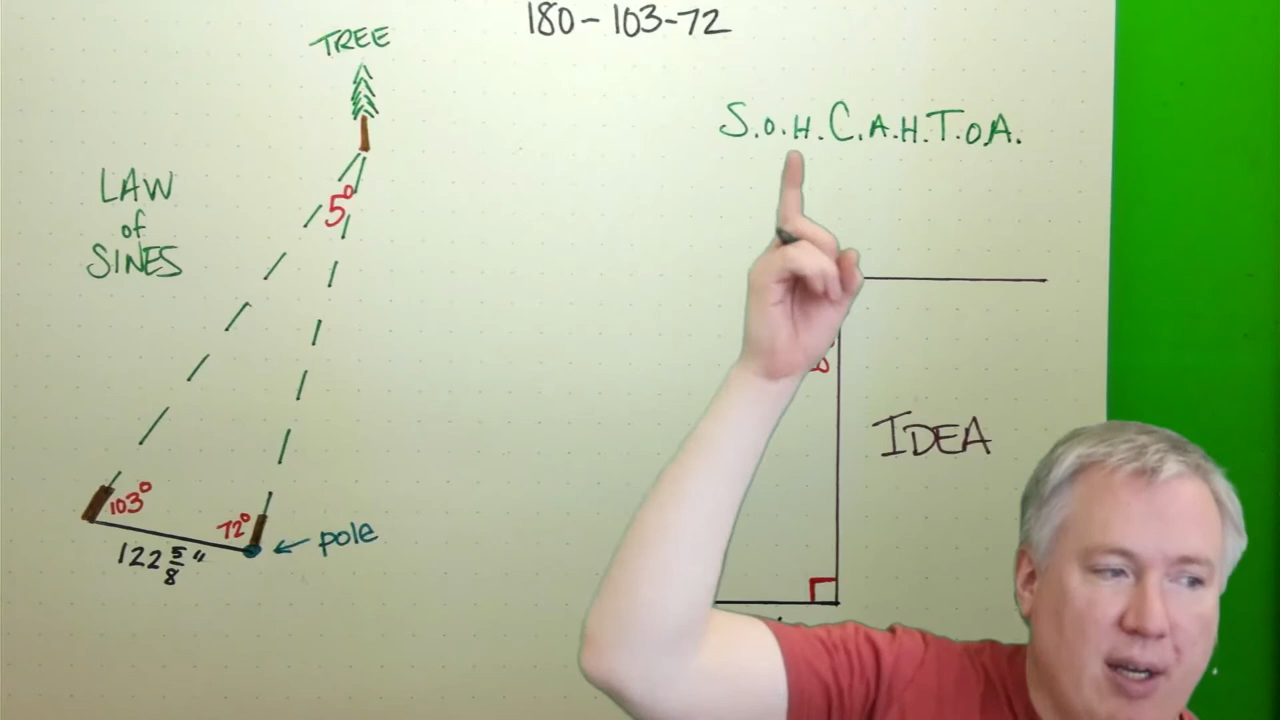 180-103-72
TREE
S.O.H.C.A.H.T.O.A.
5°
LAW
of
SINES
IDEA
103°
72°
pole
122 5/8"